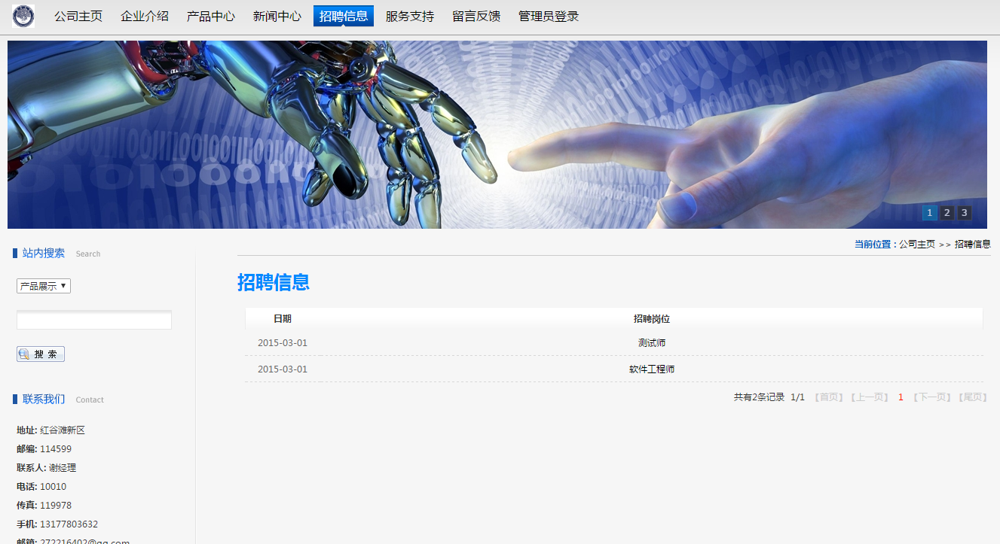 公司主页 企业介绍 产品中心 新闻中心 招聘信息 服务支持 留言反馈 管理员登录
1 2 3
当前位置：公司主页 >> 招聘信息
站内搜索 Search
产品展示 ▼
搜 索
联系我们 Contact
地址: 红谷滩新区
邮编: 114599
联系人: 谢经理
电话: 10010
传真: 119978
手机: 13177803632
邮箱: 272216402@qq.com
招聘信息
日期 招聘岗位
2015-03-01 测试师
2015-03-01 软件工程师
共有2条记录 1/1 【首页】【上一页】 1 【下一页】【尾页】